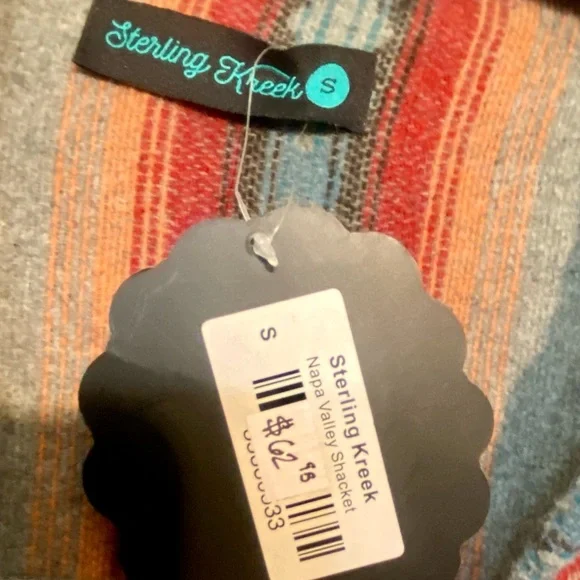 Sterling Kreek
S
Sterling Kreek
Napa Valley Shacket
S
$62 98